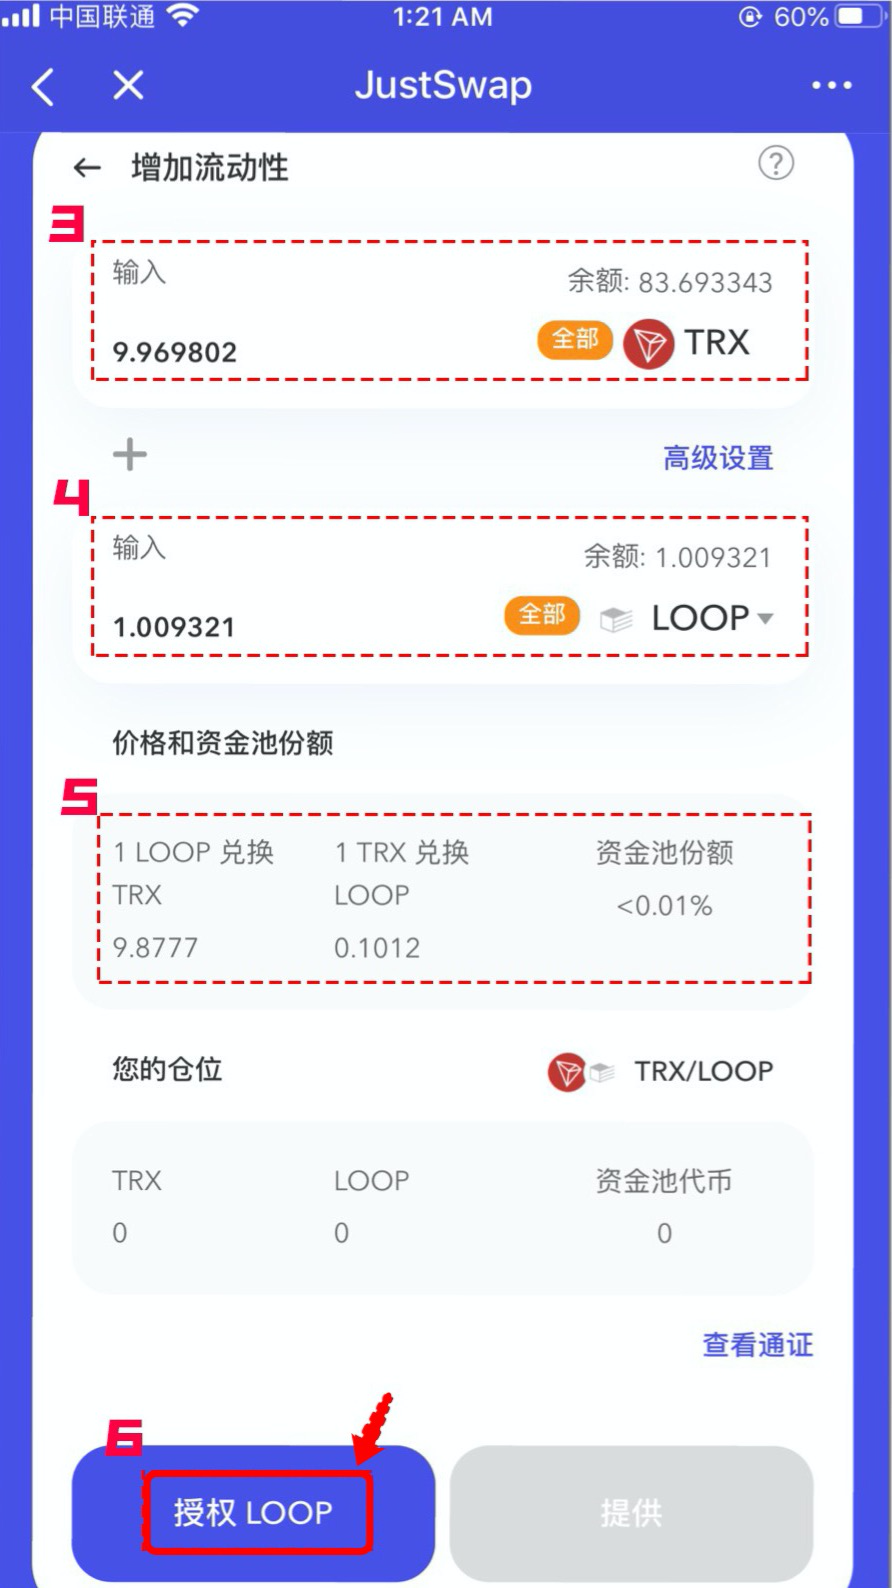 中国联通 1:21 AM 60%
JustSwap
增加流动性 ?
3
输入 余额: 83.693343
9.969802 全部 TRX
高级设置
4
输入 余额: 1.009321
1.009321 全部 LOOP
价格和资金池份额
5
1 LOOP 兑换 1 TRX 兑换 资金池份额
TRX LOOP <0.01%
9.8777 0.1012
您的仓位 TRX/LOOP
TRX LOOP 资金池代币
0 0 0
查看通证
6
授权 LOOP 提供